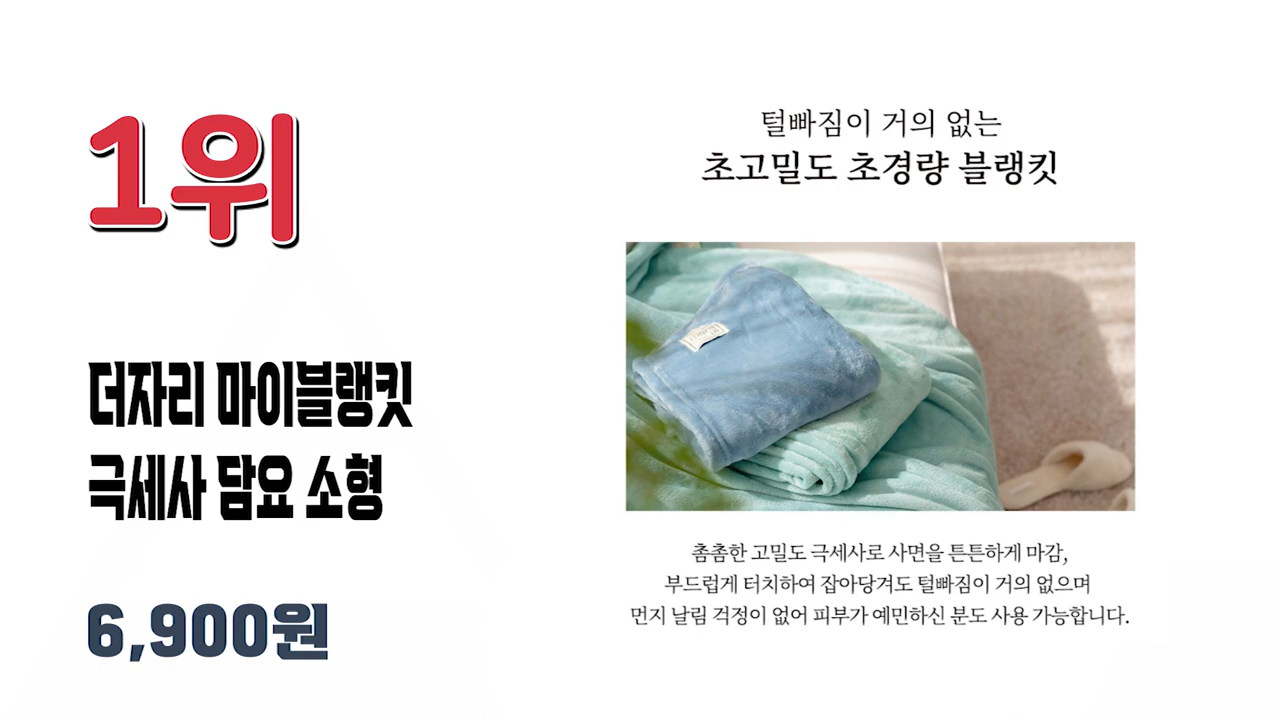 1위
더자리 마이블랭킷
극세사 담요 소형
6,900원
털빠짐이 거의 없는
초고밀도 초경량 블랭킷
촘촘한 고밀도 극세사로 사면을 튼튼하게 마감,
부드럽게 터치하여 잡아당겨도 털빠짐이 거의 없으며
먼지 날림 걱정이 없어 피부가 예민하신 분도 사용 가능합니다.